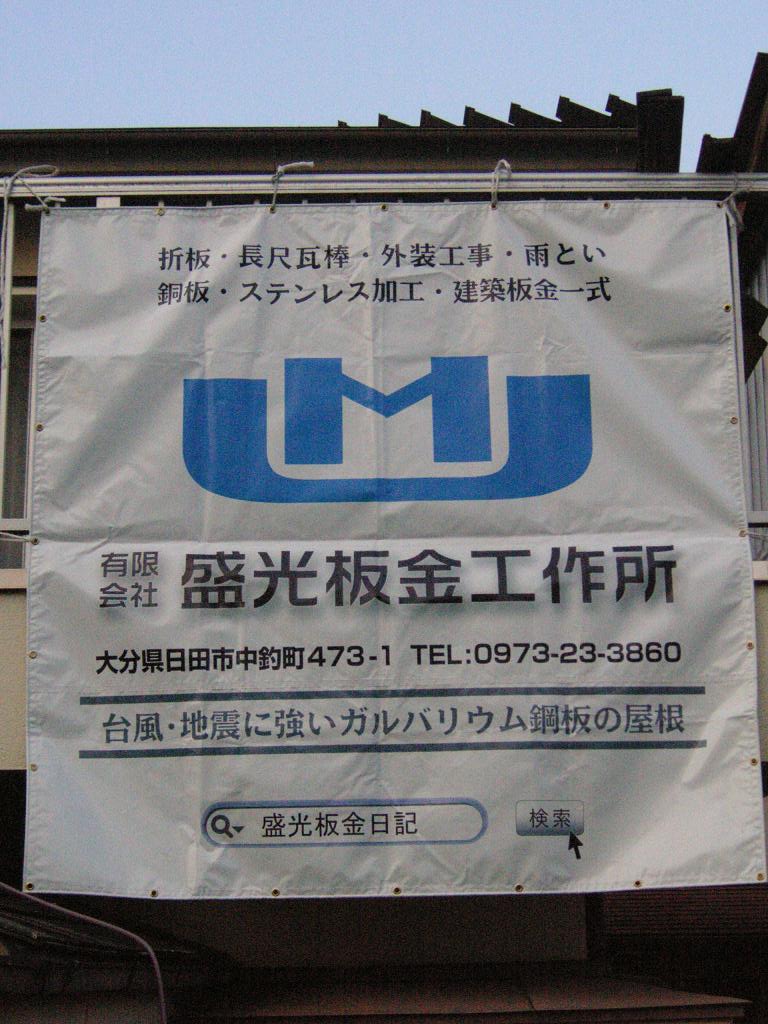 折板・長尺瓦棒・外装工事・雨とい
銅板・ステンレス加工・建築板金一式
有限会社 盛光板金工作所
大分県日田市中釣町473-1 TEL:0973-23-3860
台風・地震に強いガルバリウム鋼板の屋根
盛光板金日記 検索